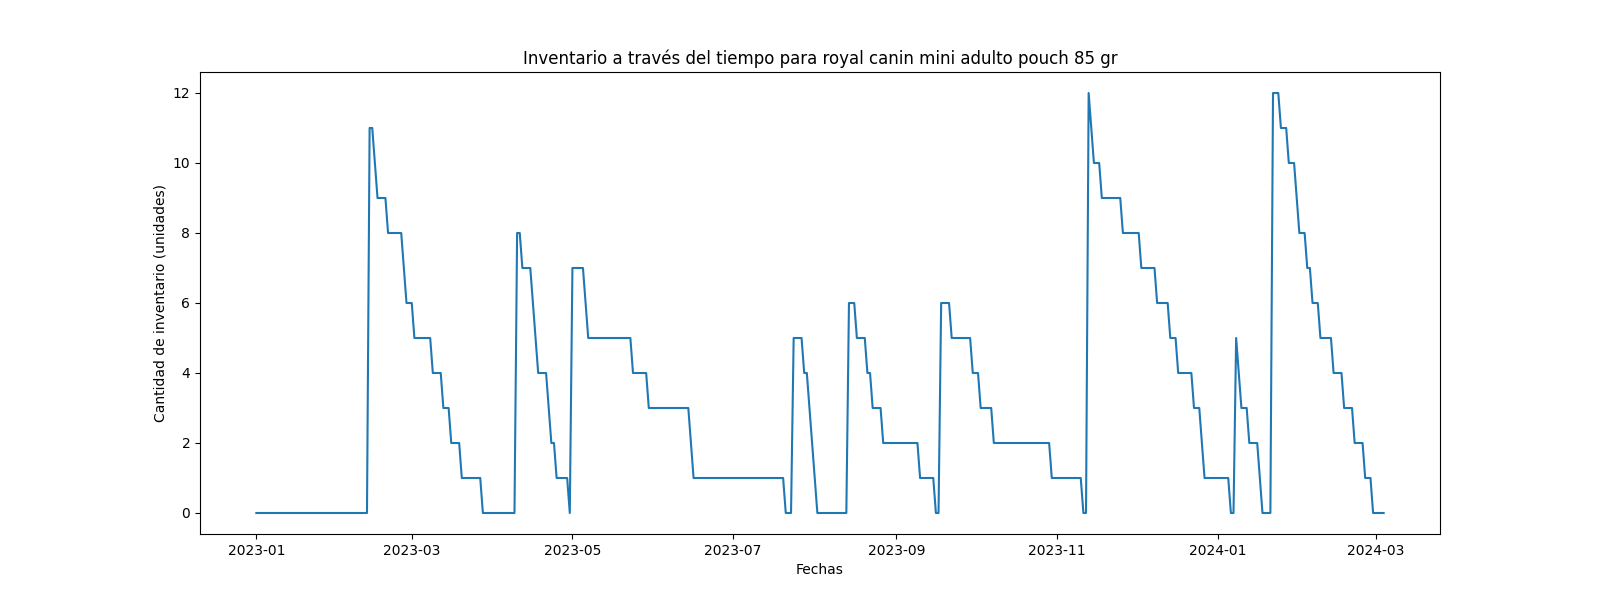 Inventario a través del tiempo para royal canin mini adulto pouch 85 gr
Cantidad de inventario (unidades)
12
10
8
6
4
2
0
2023-01 2023-03 2023-05 2023-07 2023-09 2023-11 2024-01 2024-03
Fechas